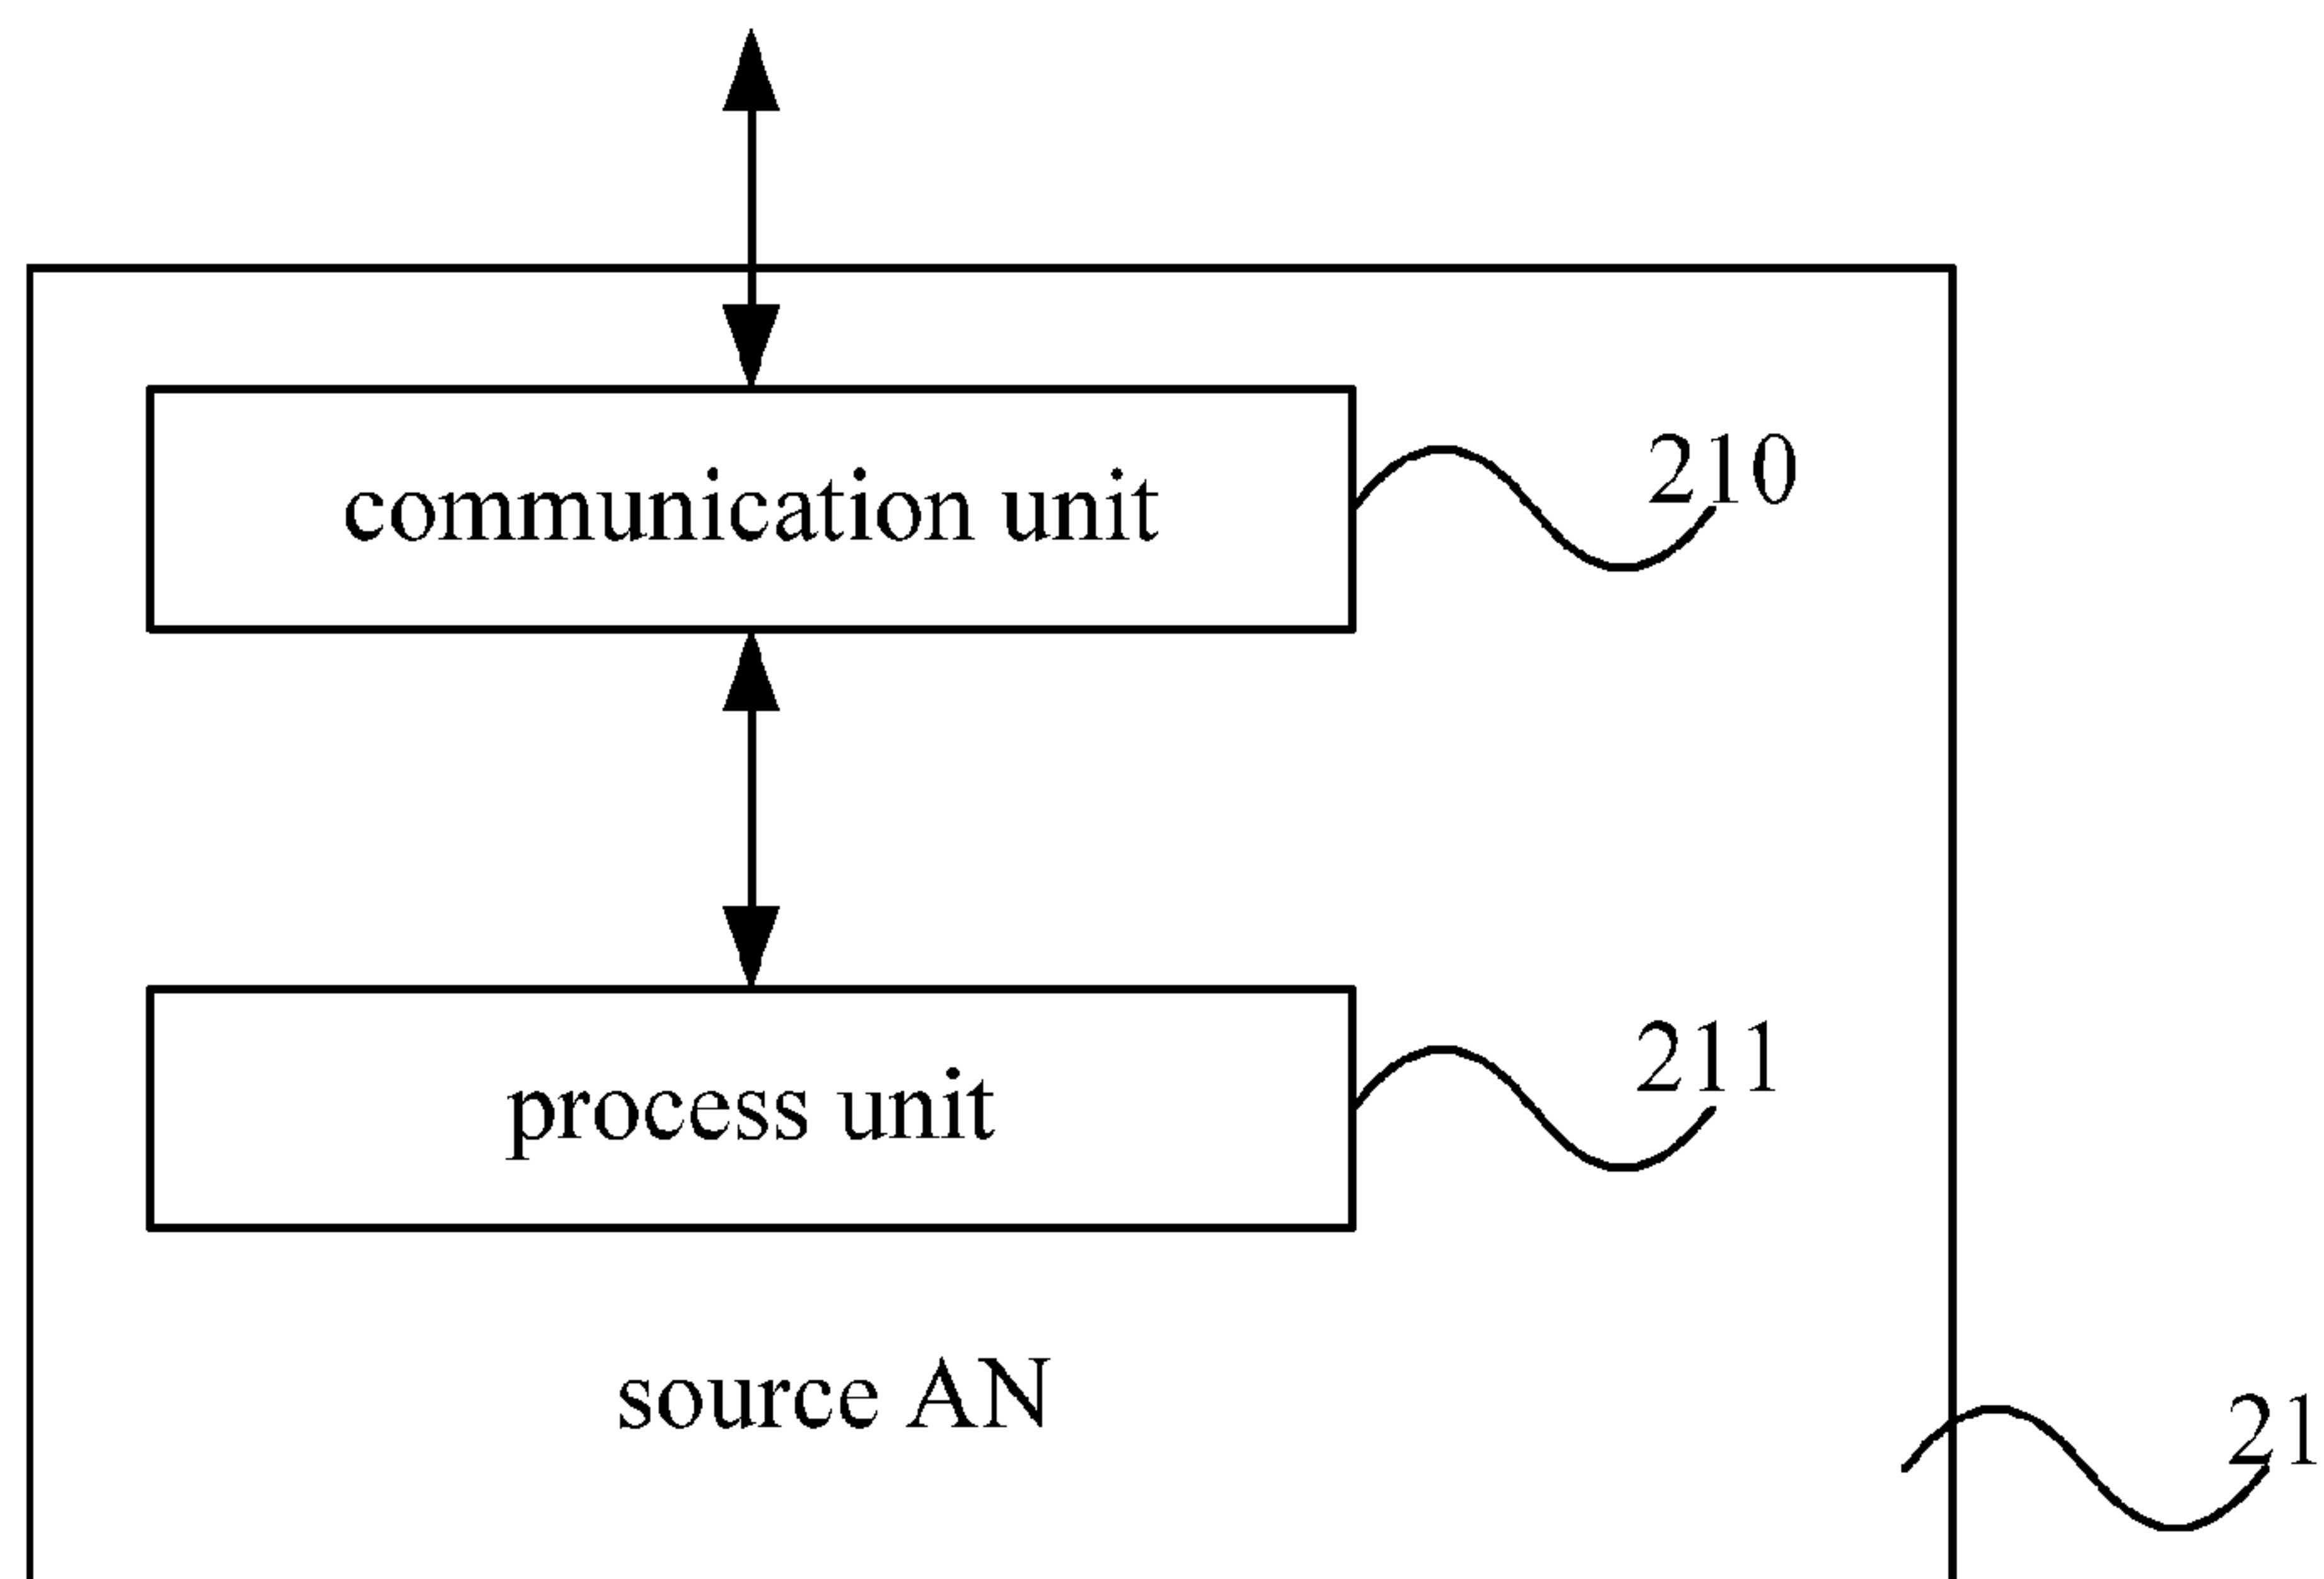 communication unit
210
process unit
211
source AN
21